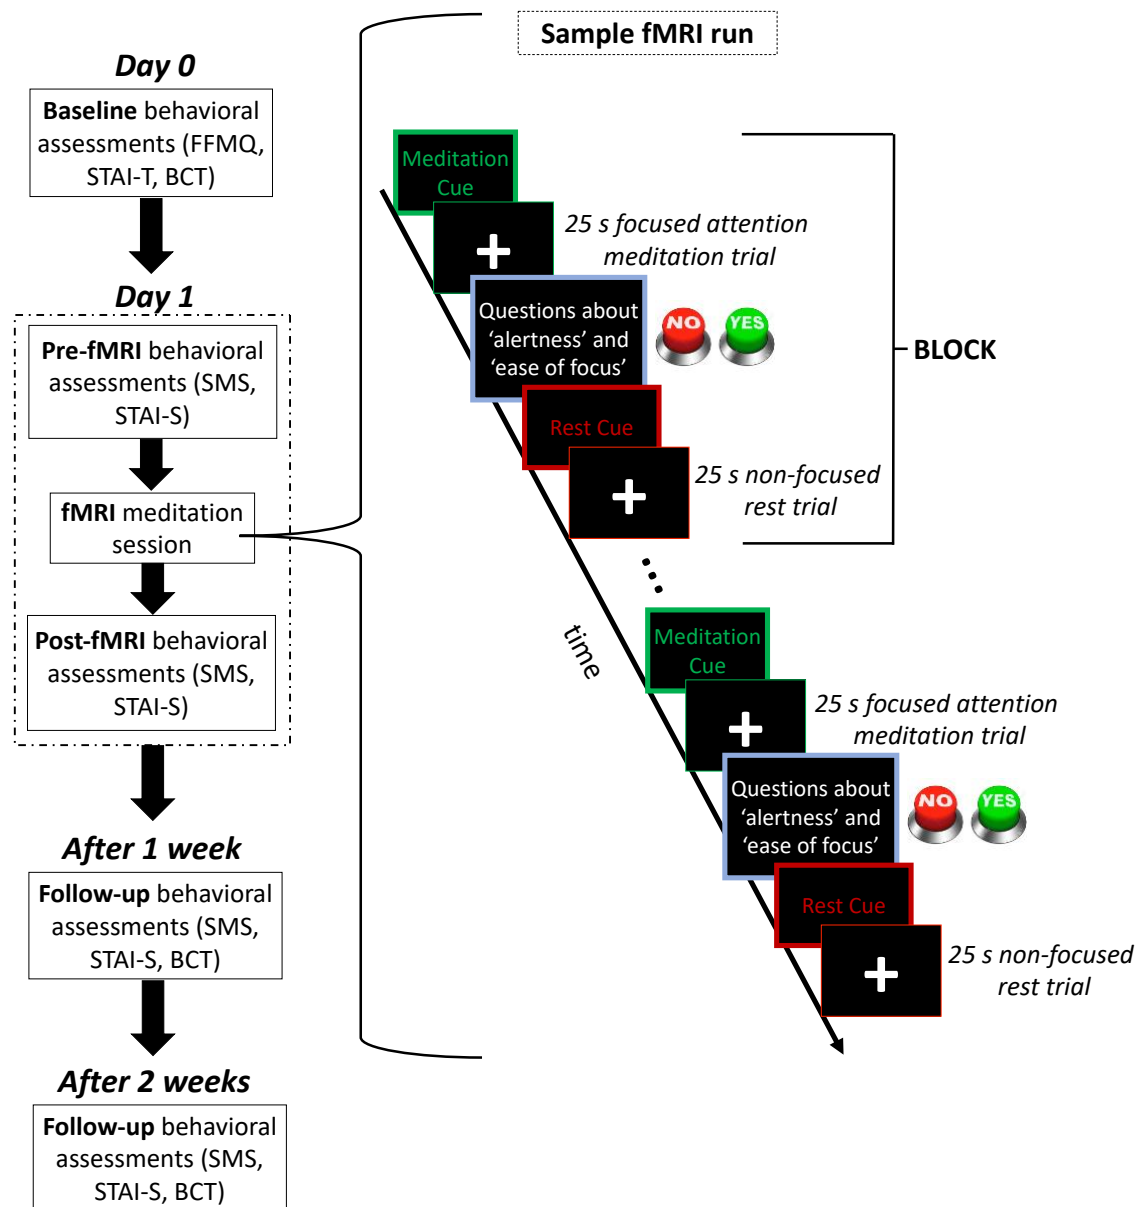 Day 0
Baseline behavioral
assessments (FFMQ,
STAI-T, BCT)
Day 1
Pre-fMRI behavioral
assessments (SMS,
STAI-S)
fMRI meditation
session
Post-fMRI behavioral
assessments (SMS,
STAI-S)
After 1 week
Follow-up behavioral
assessments (SMS,
STAI-S, BCT)
After 2 weeks
Follow-up behavioral
assessments (SMS,
STAI-S, BCT)
Sample fMRI run
Meditation
Cue
25 s focused attention
meditation trial
Questions about
‘alertness’ and
‘ease of focus’
NO
YES
Rest Cue
25 s non-focused
rest trial
BLOCK
...
time
Meditation
Cue
25 s focused attention
meditation trial
Questions about
‘alertness’ and
‘ease of focus’
NO
YES
Rest Cue
25 s non-focused
rest trial